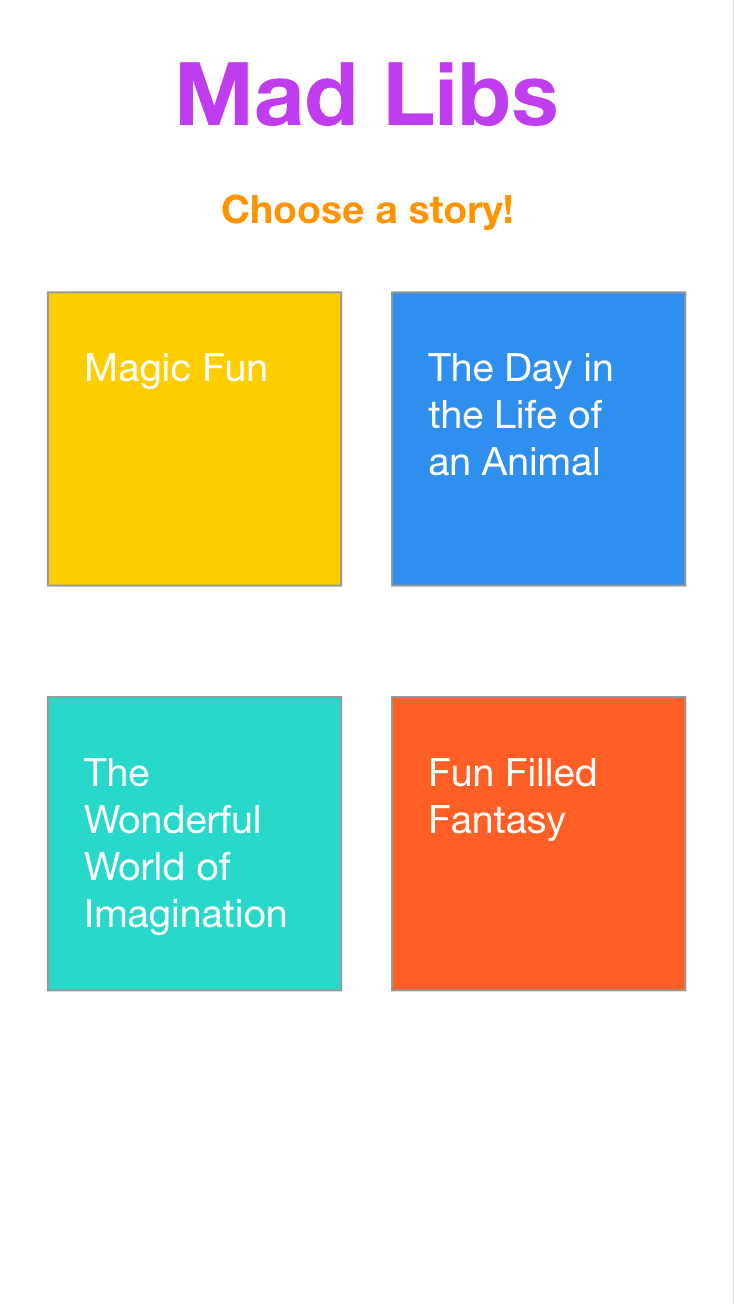 Mad Libs
Choose a story!
Magic Fun
The Day in
the Life of
an Animal
The
Wonderful
World of
Imagination
Fun Filled
Fantasy